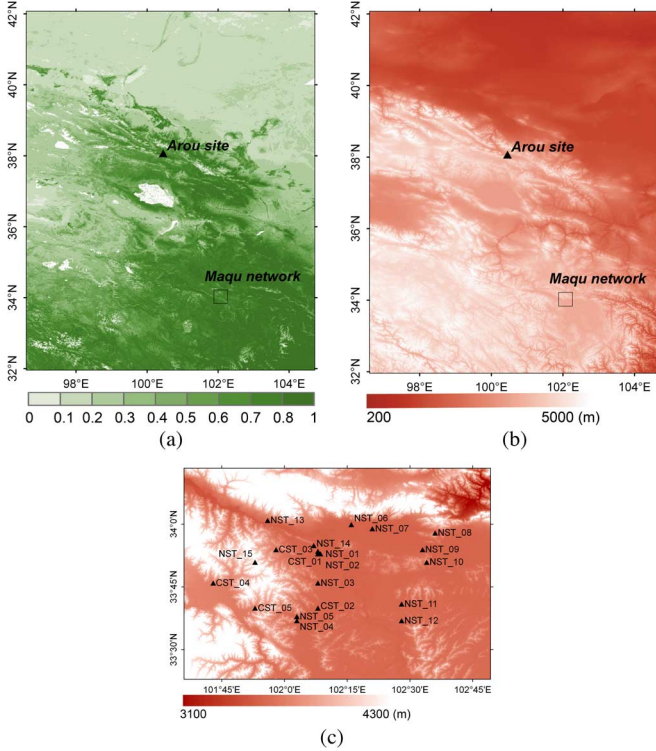 42°N
40°N
38°N
36°N
34°N
32°N
Arou site
Maqu network
98°E 100°E 102°E 104°E
0 0.1 0.2 0.3 0.4 0.5 0.6 0.7 0.8 1
(a)
42°N
40°N
38°N
36°N
34°N
32°N
Arou site
Maqu network
98°E 100°E 102°E 104°E
200 5000 (m)
(b)
34°0'N
33°45'N
33°30'N
NST_13
NST_06
NST_07
NST_08
NST_14
CST_03
NST_01
NST_09
NST_15
CST_01
NST_02
NST_10
CST_04
NST_03
CST_05
CST_02
NST_11
NST_05
NST_04
NST_12
101°45'E 102°0'E 102°15'E 102°30'E 102°45'E
3100 4300 (m)
(c)